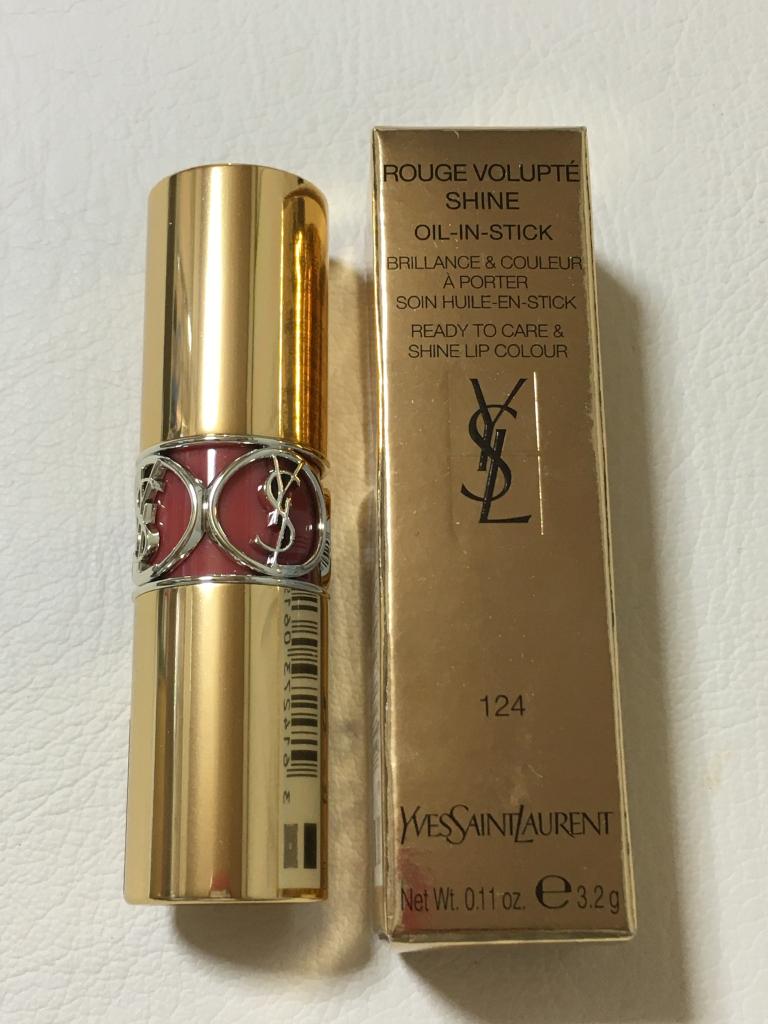 ROUGE VOLUPTÉ
SHINE
OIL-IN-STICK
BRILLANCE & COULEUR
À PORTER
SOIN HUILE-EN-STICK
READY TO CARE &
SHINE LIP COLOUR
YSL
124
YVESSAINTLAURENT
Net Wt. 0.11 oz. e 3.2 g
YSL